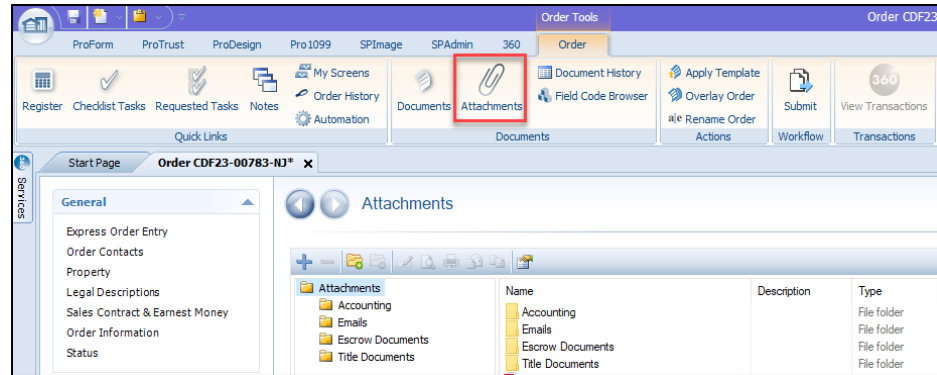 Order Tools
Order CDF23
ProForm ProTrust ProDesign Pro1099 SPImage SPAdmin 360 Order
Register
Checklist Tasks
Requested Tasks
Notes
My Screens
Order History
Automation
Quick Links
Documents
Attachments
Document History
Field Code Browser
Documents
Apply Template
Overlay Order
Rename Order
Actions
Submit
Workflow
360
View Transactions
Transactions
Services
Start Page
Order CDF23-00783-NJ* X
General
Express Order Entry
Order Contacts
Property
Legal Descriptions
Sales Contract & Earnest Money
Order Information
Status
Attachments
Attachments
Accounting
Emails
Escrow Documents
Title Documents
Name Description Type
Accounting File folder
Emails File folder
Escrow Documents File folder
Title Documents File folder